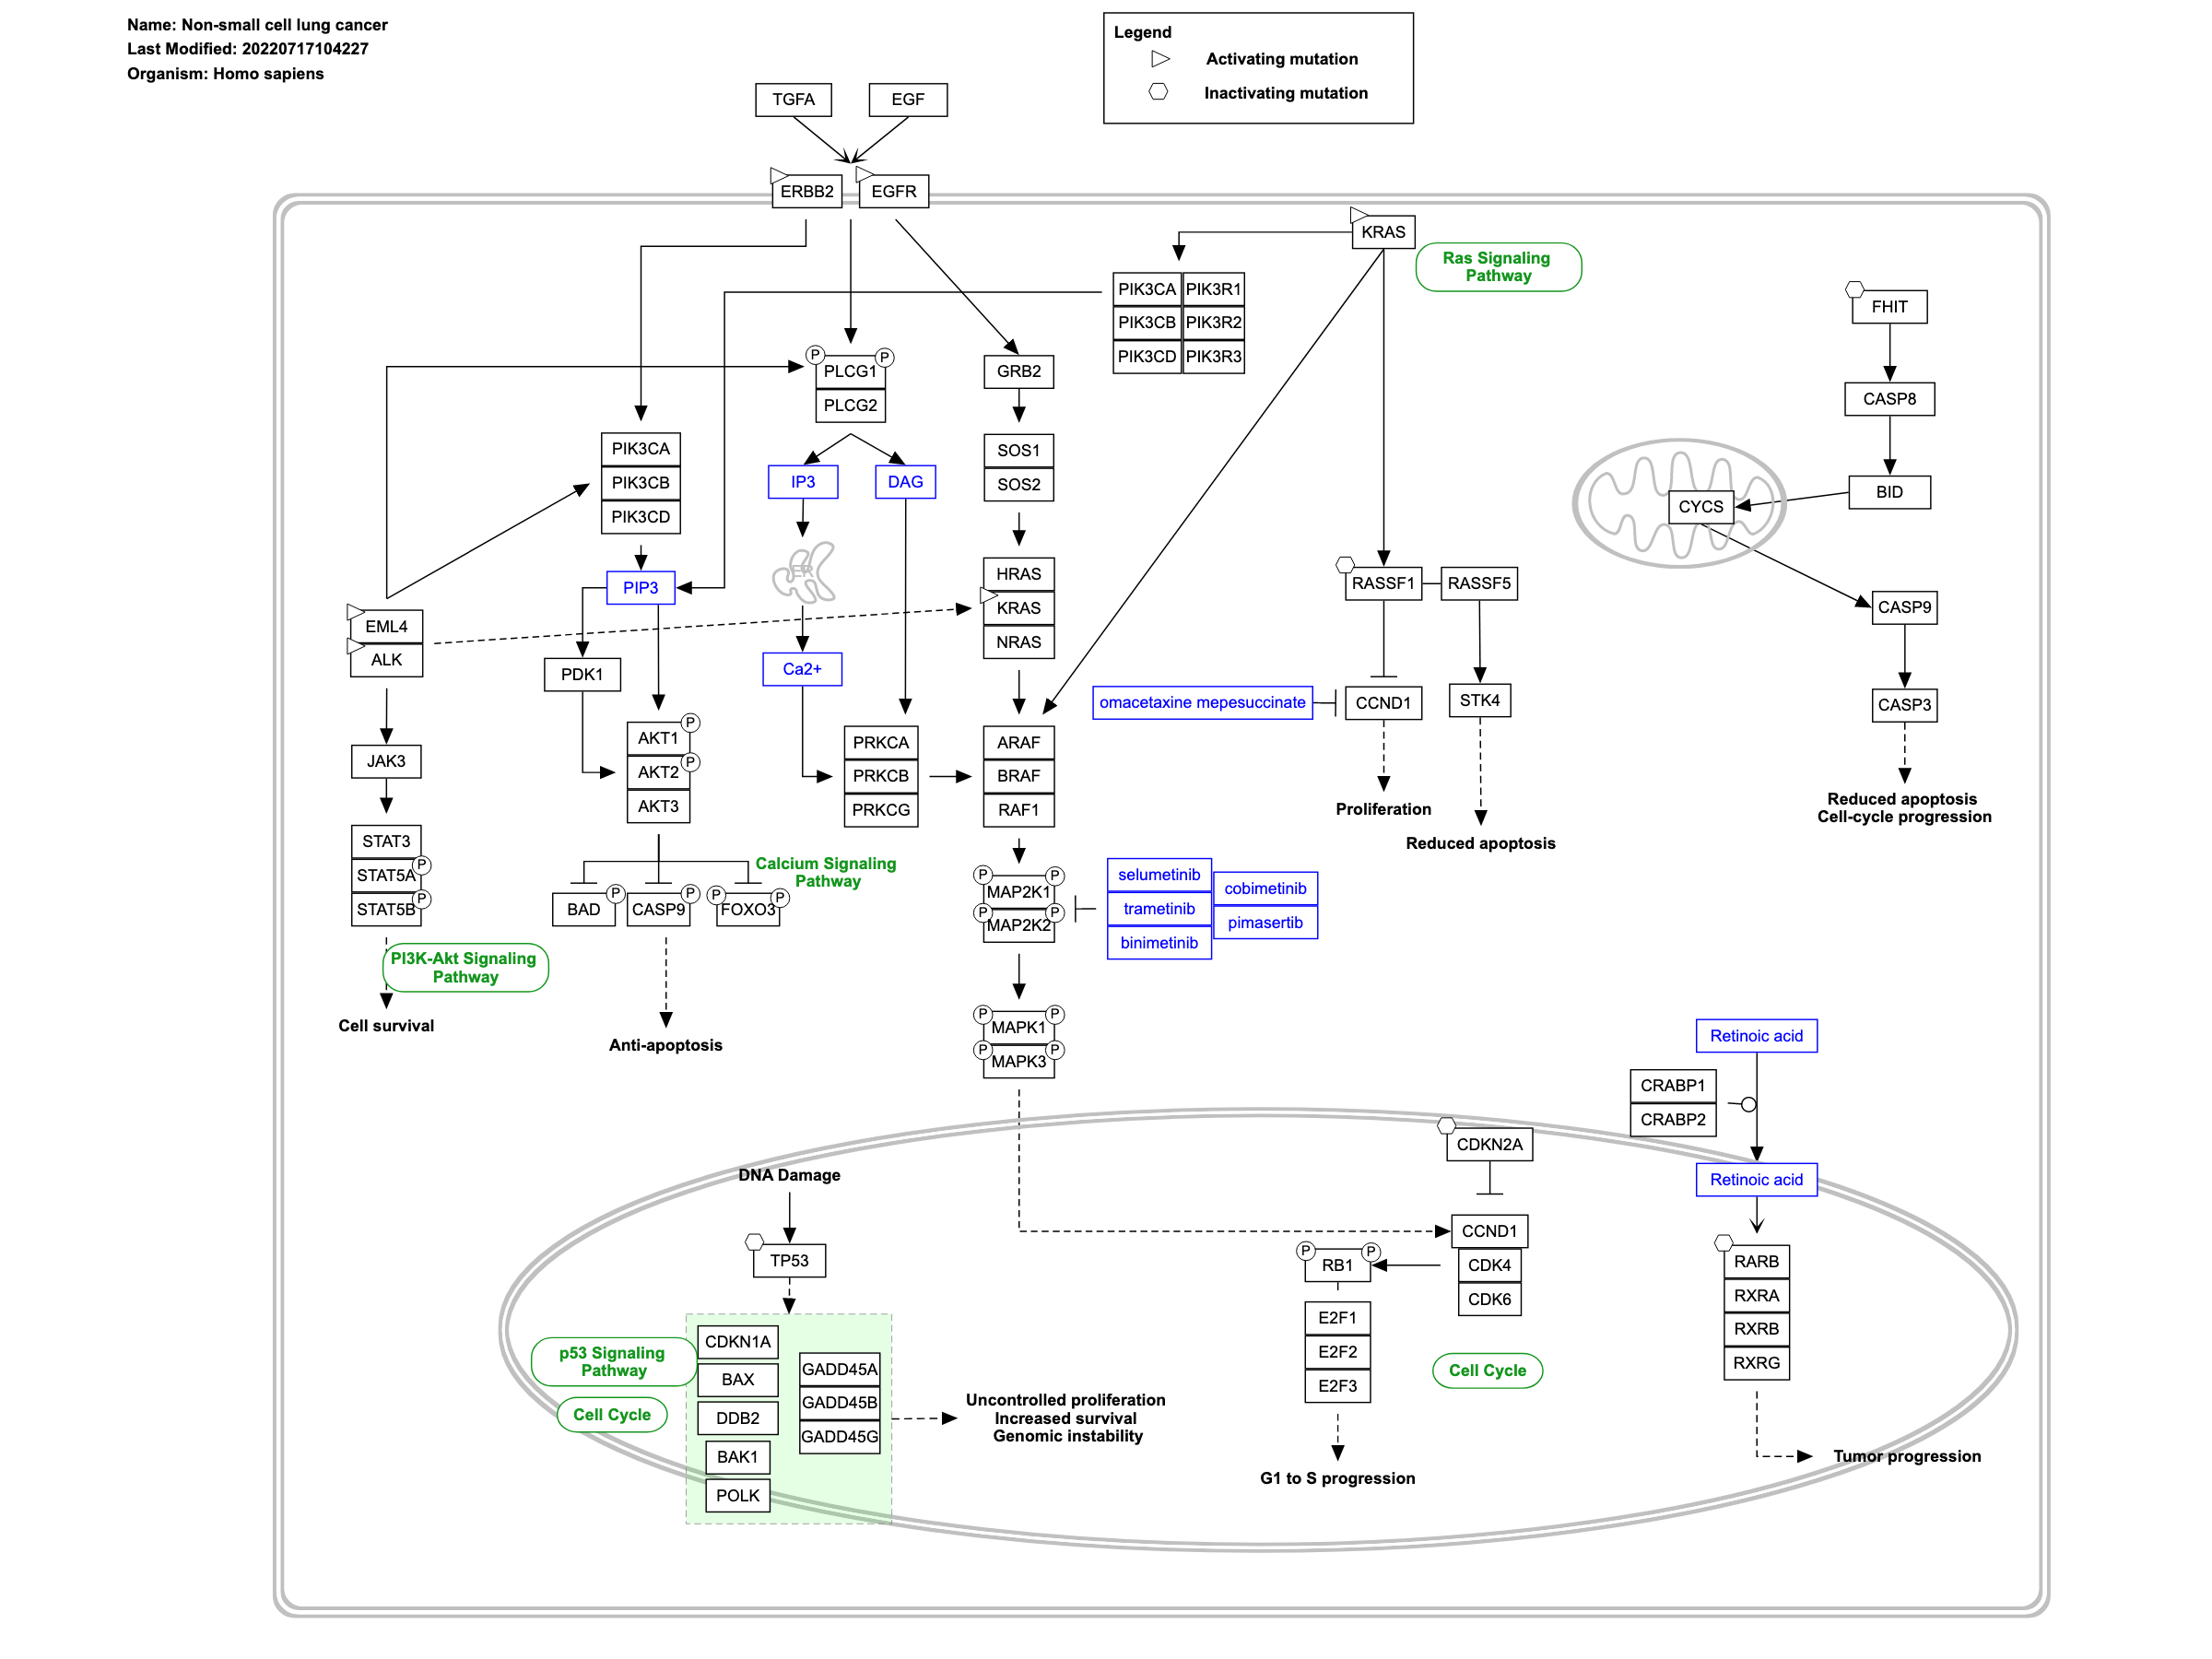 Name: Non-small cell lung cancer
Last Modified: 20220717104227
Organism: Homo sapiens
Legend
Activating mutation
Inactivating mutation
TGFA
EGF
ERBB2
EGFR
KRAS
Ras Signaling
Pathway
PIK3CA
PIK3R1
PIK3CB
PIK3R2
PIK3CD
PIK3R3
FHIT
CASP8
BID
CYCS
CASP9
CASP3
Reduced apoptosis
Cell-cycle progression
P
P
PLCG1
PLCG2
GRB2
SOS1
SOS2
PIK3CA
PIK3CB
PIK3CD
IP3
DAG
ER
PIP3
HRAS
KRAS
NRAS
RASSF1
RASSF5
EML4
ALK
PDK1
Ca2+
omacetaxine mepesuccinate
CCND1
STK4
Proliferation
Reduced apoptosis
JAK3
P
AKT1
P
AKT2
AKT3
PRKCA
PRKCB
PRKCG
ARAF
BRAF
RAF1
STAT3
P
STAT5A
P
STAT5B
Calcium Signaling
Pathway
P
BAD
P
CASP9
P
P
FOXO3
P
P
MAP2K1
P
P
MAP2K2
selumetinib
trametinib
binimetinib
cobimetinib
pimasertib
PI3K-Akt Signaling
Pathway
Cell survival
Anti-apoptosis
P
P
MAPK1
P
P
MAPK3
Retinoic acid
CRABP1
CRABP2
Retinoic acid
CDKN2A
DNA Damage
TP53
CCND1
CDK4
CDK6
P
P
RB1
E2F1
E2F2
E2F3
Cell Cycle
RARB
RXRA
RXRB
RXRG
p53 Signaling
Pathway
Cell Cycle
CDKN1A
BAX
DDB2
BAK1
POLK
GADD45A
GADD45B
GADD45G
Uncontrolled proliferation
Increased survival
Genomic instability
G1 to S progression
Tumor progression